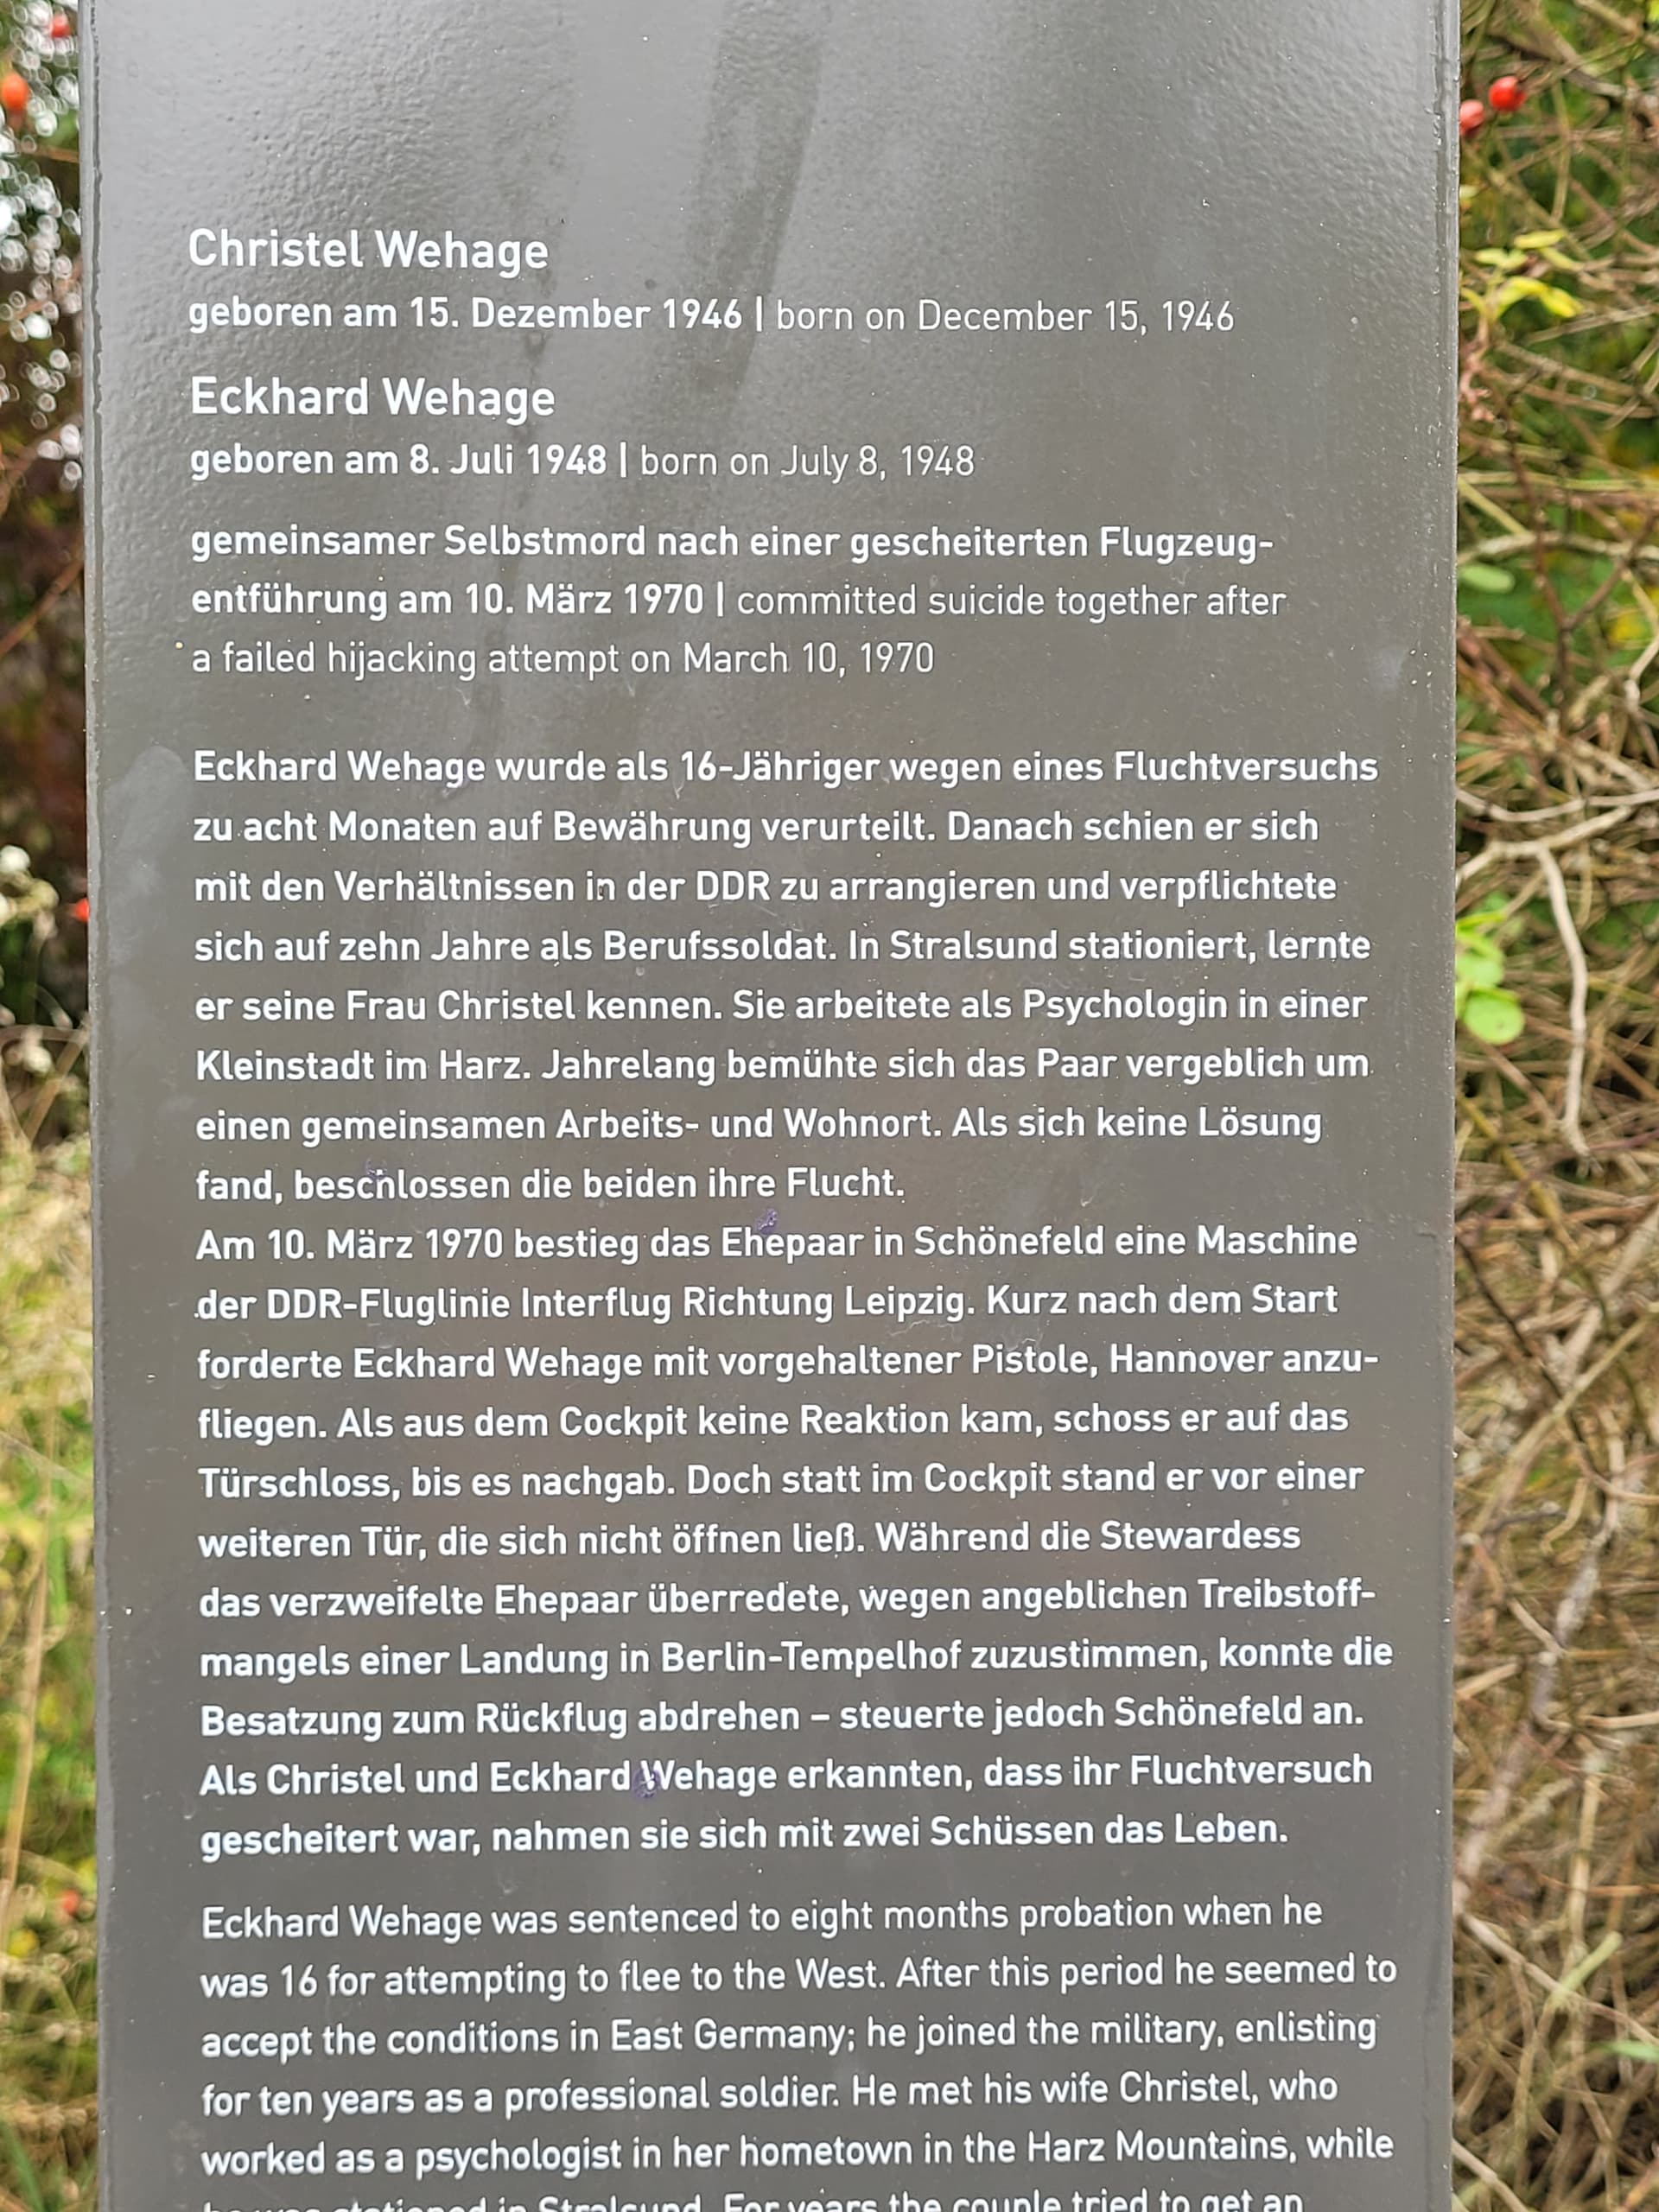 Christel Wehage
geboren am 15. Dezember 1946 | born on December 15, 1946
Eckhard Wehage
geboren am 8. Juli 1948 | born on July 8, 1948
gemeinsamer Selbstmord nach einer gescheiterten Flugzeug-
entführung am 10. März 1970 | committed suicide together after
a failed hijacking attempt on March 10, 1970
Eckhard Wehage wurde als 16-Jähriger wegen eines Fluchtversuchs
zu acht Monaten auf Bewährung verurteilt. Danach schien er sich
mit den Verhältnissen in der DDR zu arrangieren und verpflichtete
sich auf zehn Jahre als Berufssoldat. In Stralsund stationiert, lernte
er seine Frau Christel kennen. Sie arbeitete als Psychologin in einer
Kleinstadt im Harz. Jahrelang bemühte sich das Paar vergeblich um
einen gemeinsamen Arbeits- und Wohnort. Als sich keine Lösung
fand, beschlossen die beiden ihre Flucht.
Am 10. März 1970 bestieg das Ehepaar in Schönefeld eine Maschine
der DDR-Fluglinie Interflug Richtung Leipzig. Kurz nach dem Start
forderte Eckhard Wehage mit vorgehaltener Pistole, Hannover anzu-
fliegen. Als aus dem Cockpit keine Reaktion kam, schoss er auf das
Türschloss, bis es nachgab. Doch statt im Cockpit stand er vor einer
weiteren Tür, die sich nicht öffnen ließ. Während die Stewardess
das verzweifelte Ehepaar überredete, wegen angeblichen Treibstoff-
mangels einer Landung in Berlin-Tempelhof zuzustimmen, konnte die
Besatzung zum Rückflug abdrehen – steuerte jedoch Schönefeld an.
Als Christel und Eckhard Wehage erkannten, dass ihr Fluchtversuch
gescheitert war, nahmen sie sich mit zwei Schüssen das Leben.
Eckhard Wehage was sentenced to eight months probation when he
was 16 for attempting to flee to the West. After this period he seemed to
accept the conditions in East Germany; he joined the military, enlisting
for ten years as a professional soldier. He met his wife Christel, who
worked as a psychologist in her hometown in the Harz Mountains, while
he was stationed in Stralsund. For years the couple tried to get an